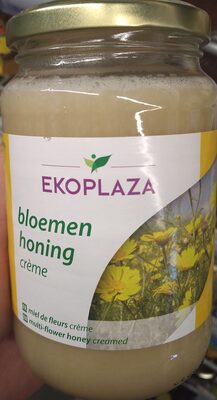 EKOPLAZA
bloemen
honing
crème
miel de fleurs crème
multi-flower honey creamed